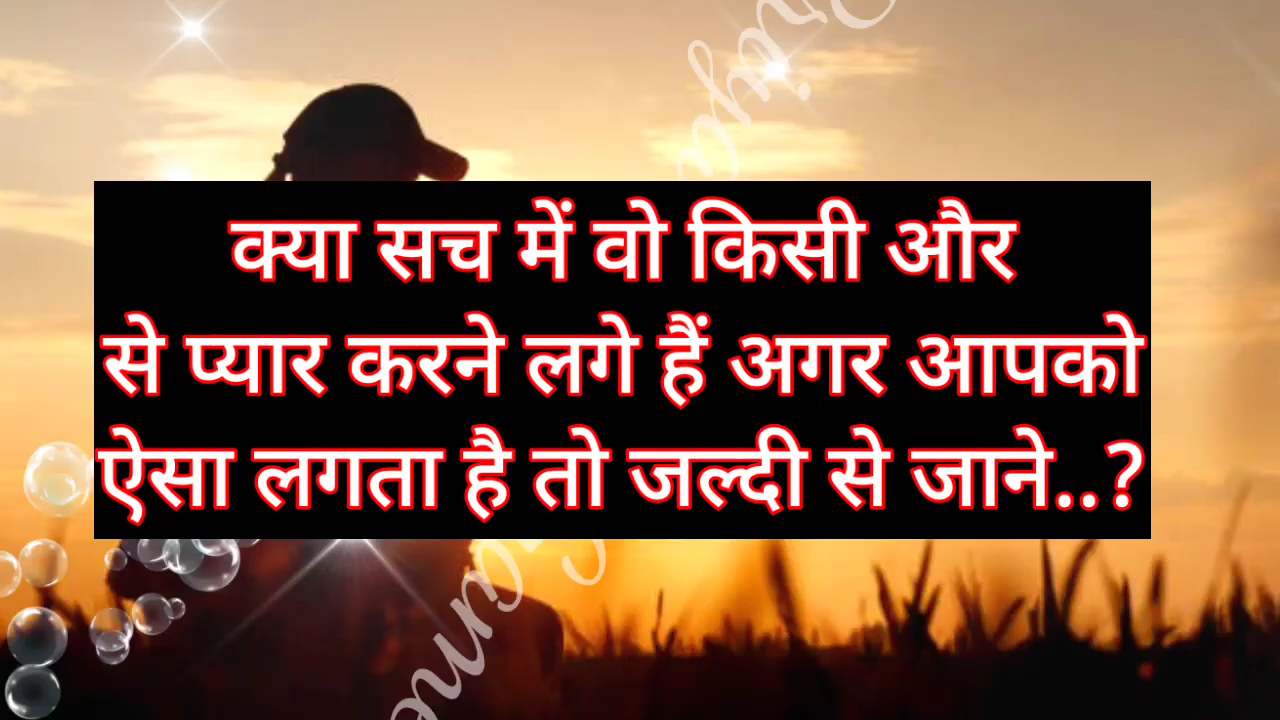 क्या सच में वो किसी और
से प्यार करने लगे हैं अगर आपको
ऐसा लगता है तो जल्दी से जाने..?